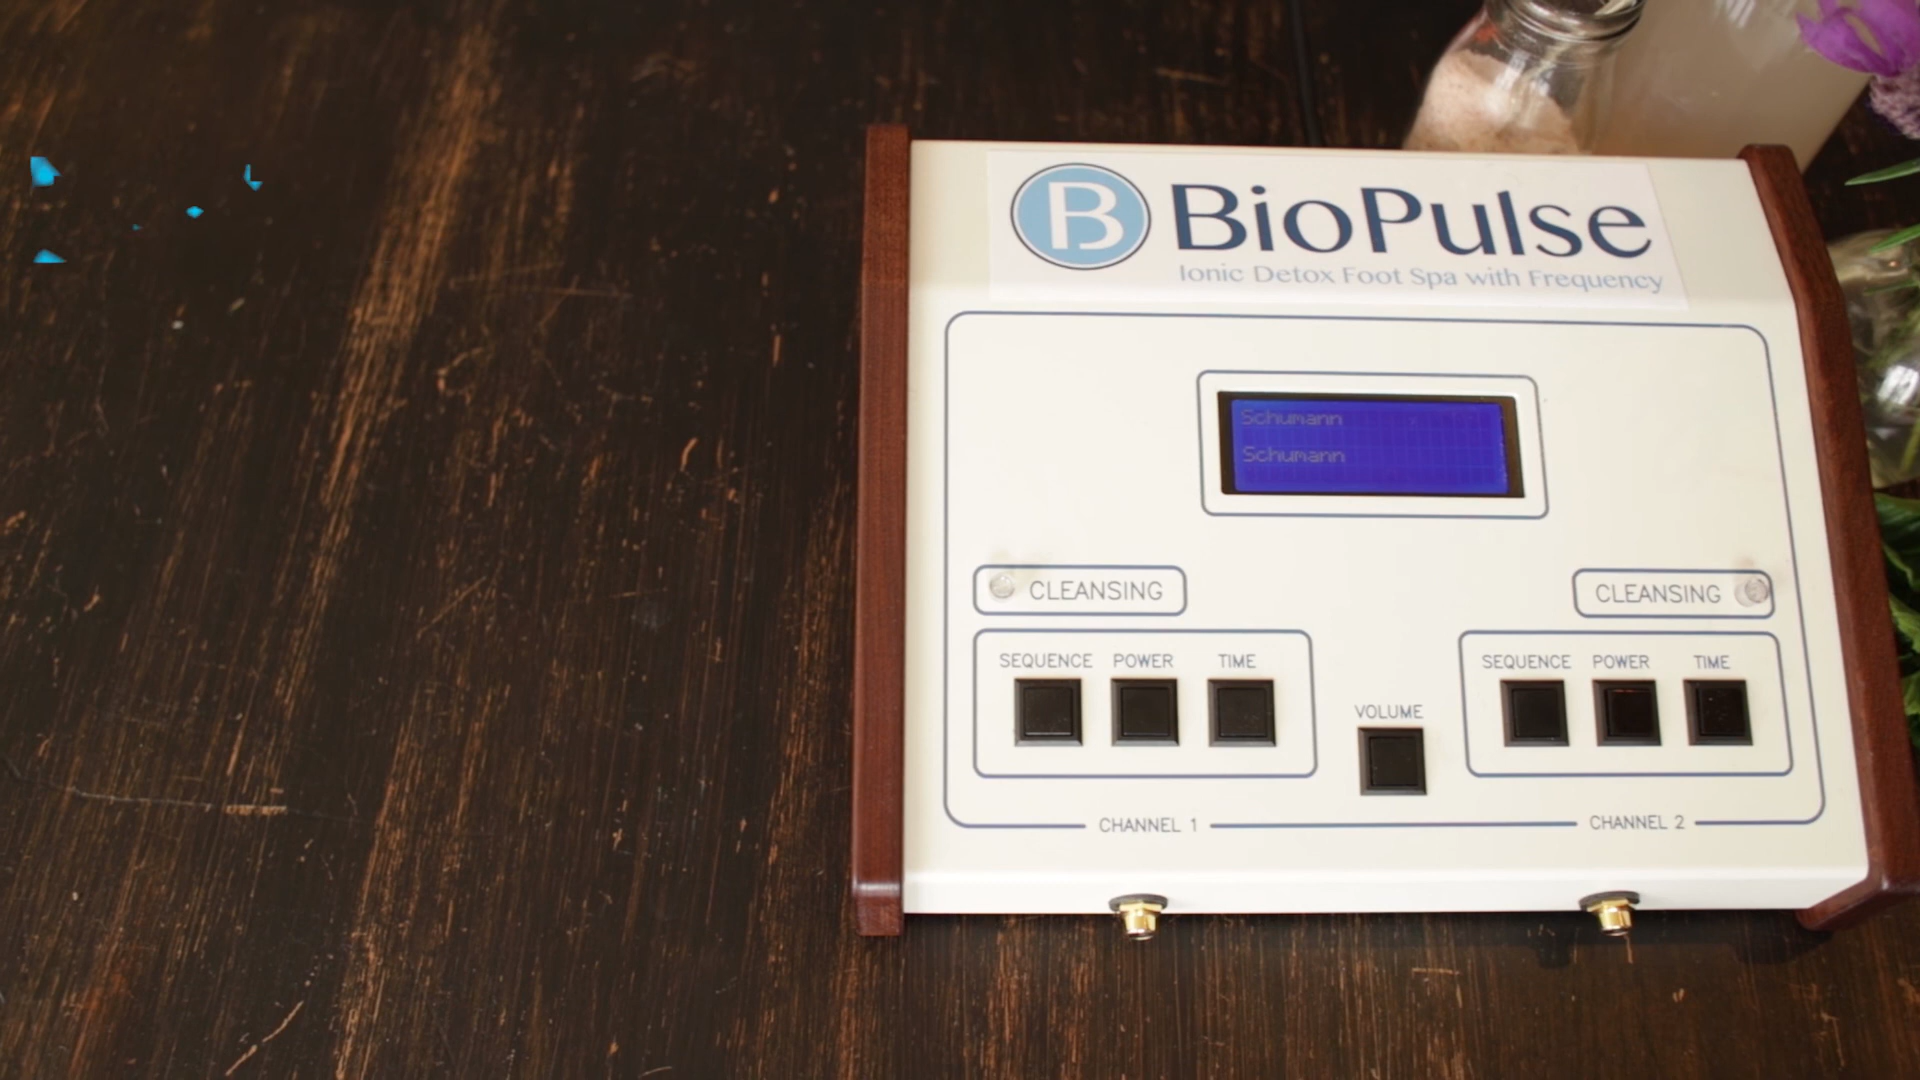 B BioPulse
Ionic Detox Foot Spa with Frequency
Schumann
Schumann
CLEANSING
CLEANSING
SEQUENCE POWER TIME
SEQUENCE POWER TIME
VOLUME
CHANNEL 1
CHANNEL 2